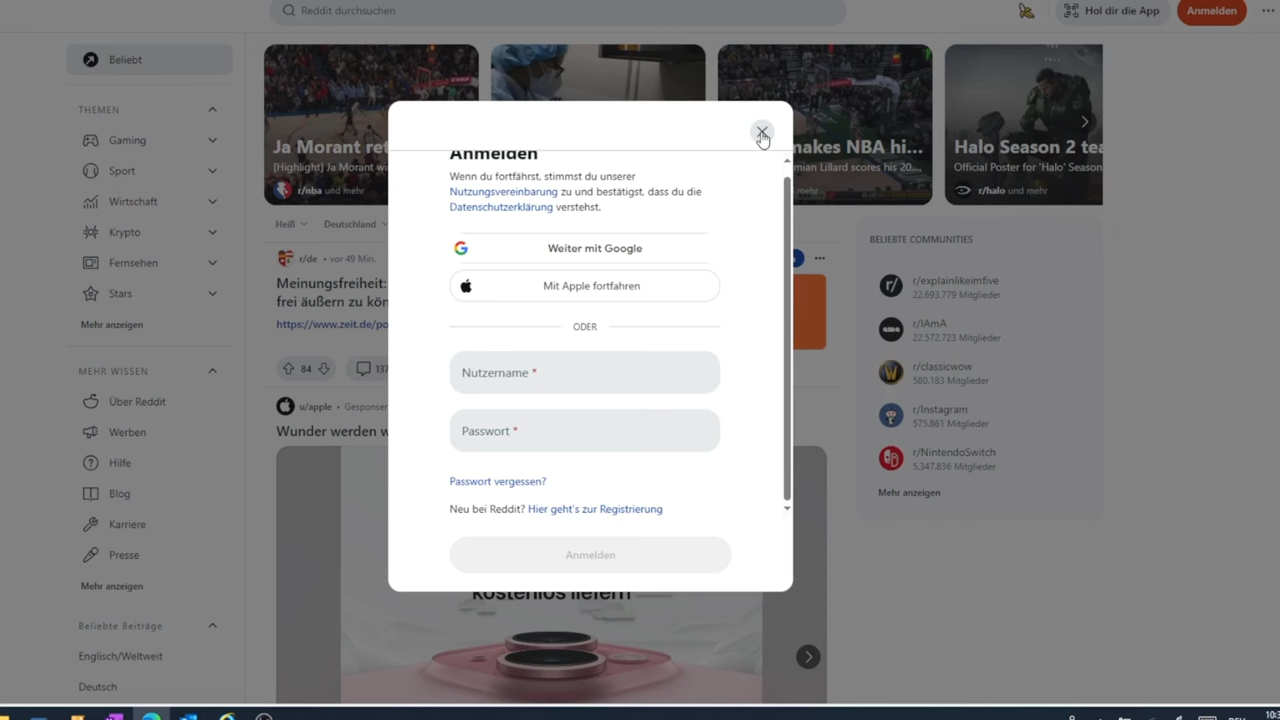 Reddit durchsuchen
Hol dir die App
Anmelden
Beliebt
THEMEN
Gaming
Sport
Wirtschaft
Krypto
Fernsehen
Stars
Mehr anzeigen
MEHR WISSEN
Über Reddit
Werben
Hilfe
Blog
Karriere
Presse
Mehr anzeigen
Beliebte Beiträge
Englisch/Weltweit
Deutsch
Ja Morant ret
[Highlight] Ja Morant wi
r/nba und mehr
makes NBA hi...
mian Lillard scores his 20,...
mehr
THE
Halo Season 2 tea
Official Poster for 'Halo' Season
r/halo und mehr
Heiß
Deutschland
r/de • vor 49 Min.
Meinungsfreiheit:
frei äußern zu kön
https://www.zeit.de/po
84
137
u/apple • Gesponser
Wunder werden w
kostenlos liefern
Anmelden
Wenn du fortfährst, stimmst du unserer
Nutzungsvereinbarung zu und bestätigst, dass du die
Datenschutzerklärung verstehst.
Weiter mit Google
Mit Apple fortfahren
ODER
Nutzername *
Passwort *
Passwort vergessen?
Neu bei Reddit? Hier geht's zur Registrierung
Anmelden
BELIEBTE COMMUNITIES
r/explainlikeimfive
22.693.779 Mitglieder
r/IAmA
22.572.723 Mitglieder
r/classicwow
580.183 Mitglieder
r/Instagram
575.861 Mitglieder
r/NintendoSwitch
5.347.836 Mitglieder
Mehr anzeigen